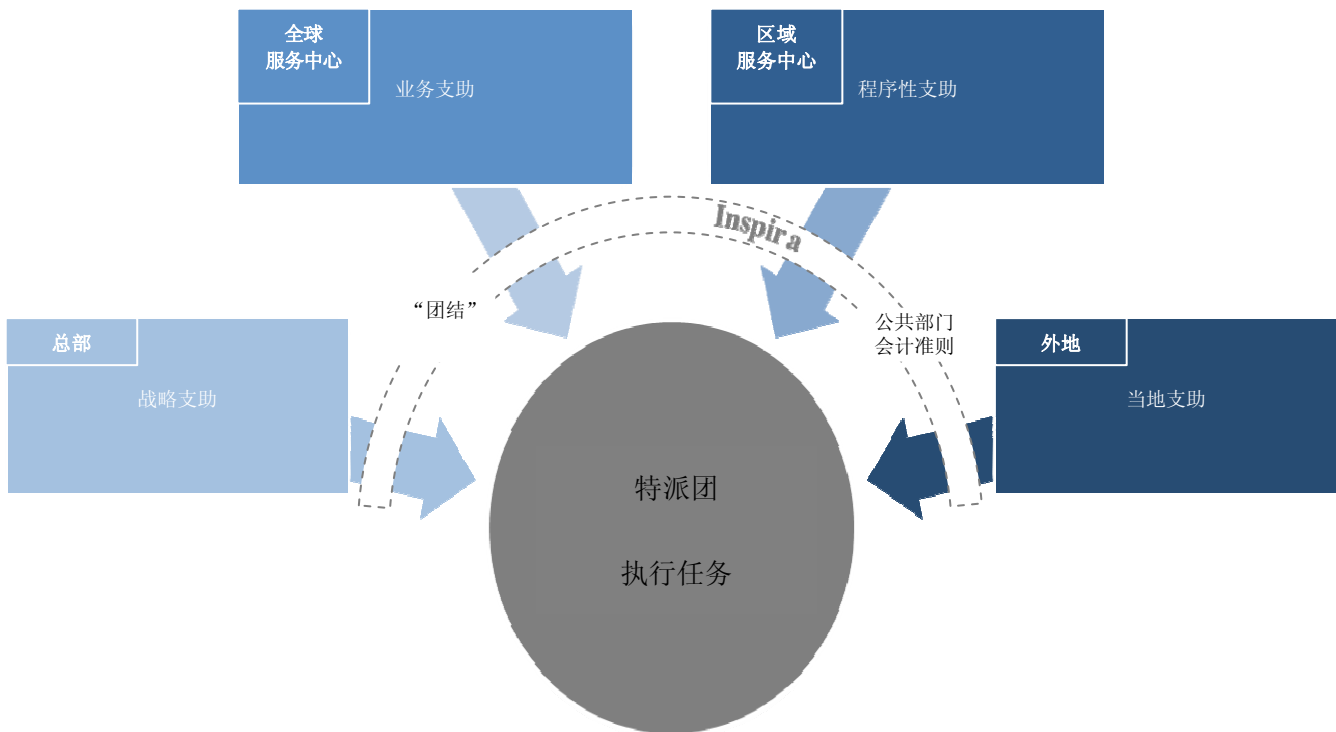 全球
服务中心
业务支助
区域
服务中心
程序性支助
Inspira
“团结”
公共部门
会计准则
总部
战略支助
外地
当地支助
特派团
执行任务